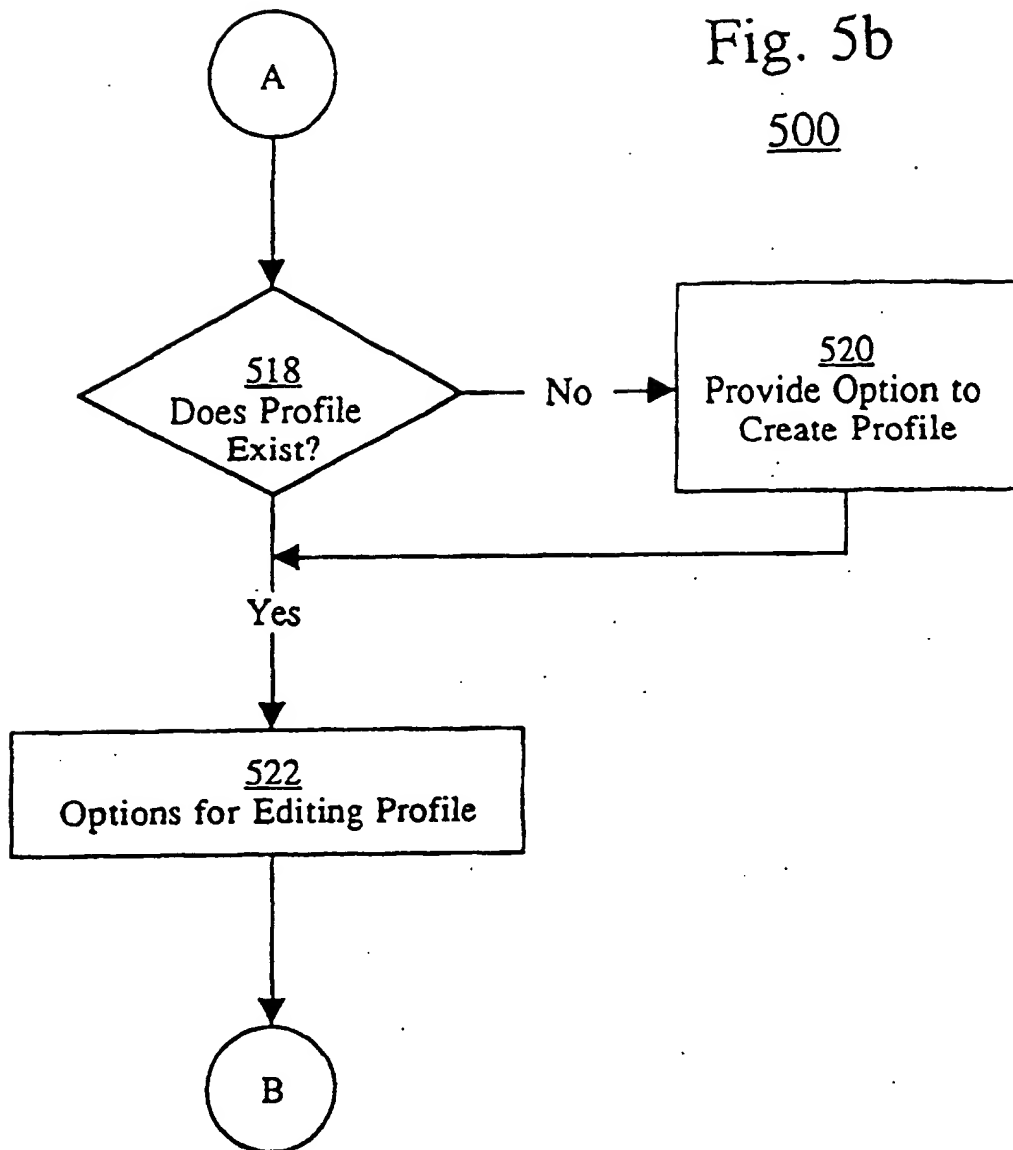 Fig. 5b
500
A
518
Does Profile
Exist?
No
520
Provide Option to
Create Profile
Yes
522
Options for Editing Profile
B